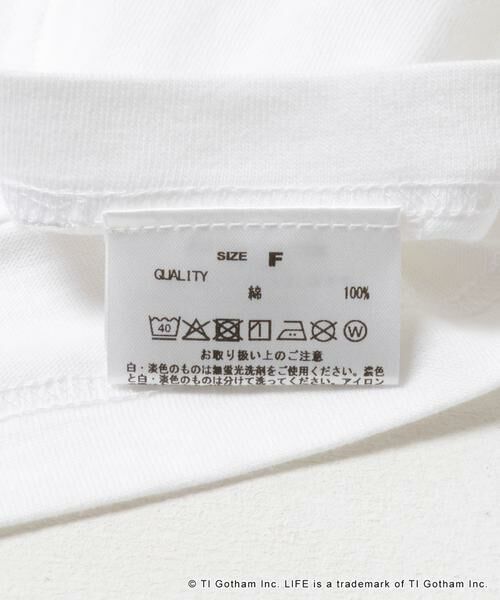 SIZE F
QUALITY
綿 100%
40 W
お取り扱い上のご注意
白・淡色のものは無蛍光洗剤をご使用ください。濃色
と白・淡色のものは分けて洗ってください。アイロン
© TI Gotham Inc. LIFE is a trademark of TI Gotham Inc.